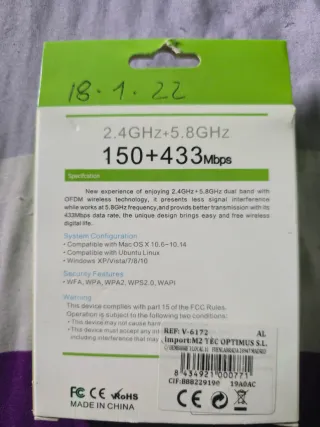 18.1.22
2.4GHz+5.8GHz
150+433Mbps
Specification
New experience of enjoying 2.4GHz+5.8GHz dual band with
OFDM wireless technology, it presents less signal interference
while works at 5.8GHz frequency,and provides better transmission with its
433Mbps data rate, the unique design brings easy and free wireless
digital life.
System Configuration
- Compatible with Mac OS X 10.6~10.14
- Compatible with Ubuntu Linux
- Windows XP/Vista/7/8/10
Security Features
- WFA, WPA, WPA2, WPS2.0, WAPI
Warning
This device complies with part 15 of the FCC Rules.
Operation is subject to the following two conditions:
- This device may not cause harm
- This device must accept any
including interference that may
REF: V-6172 AL
Import:M2 TEC OPTIMUS S.L.
8 434921 000771
CIF:B88229190 19A0AC
FC CE RoHS
MADE IN CHINA